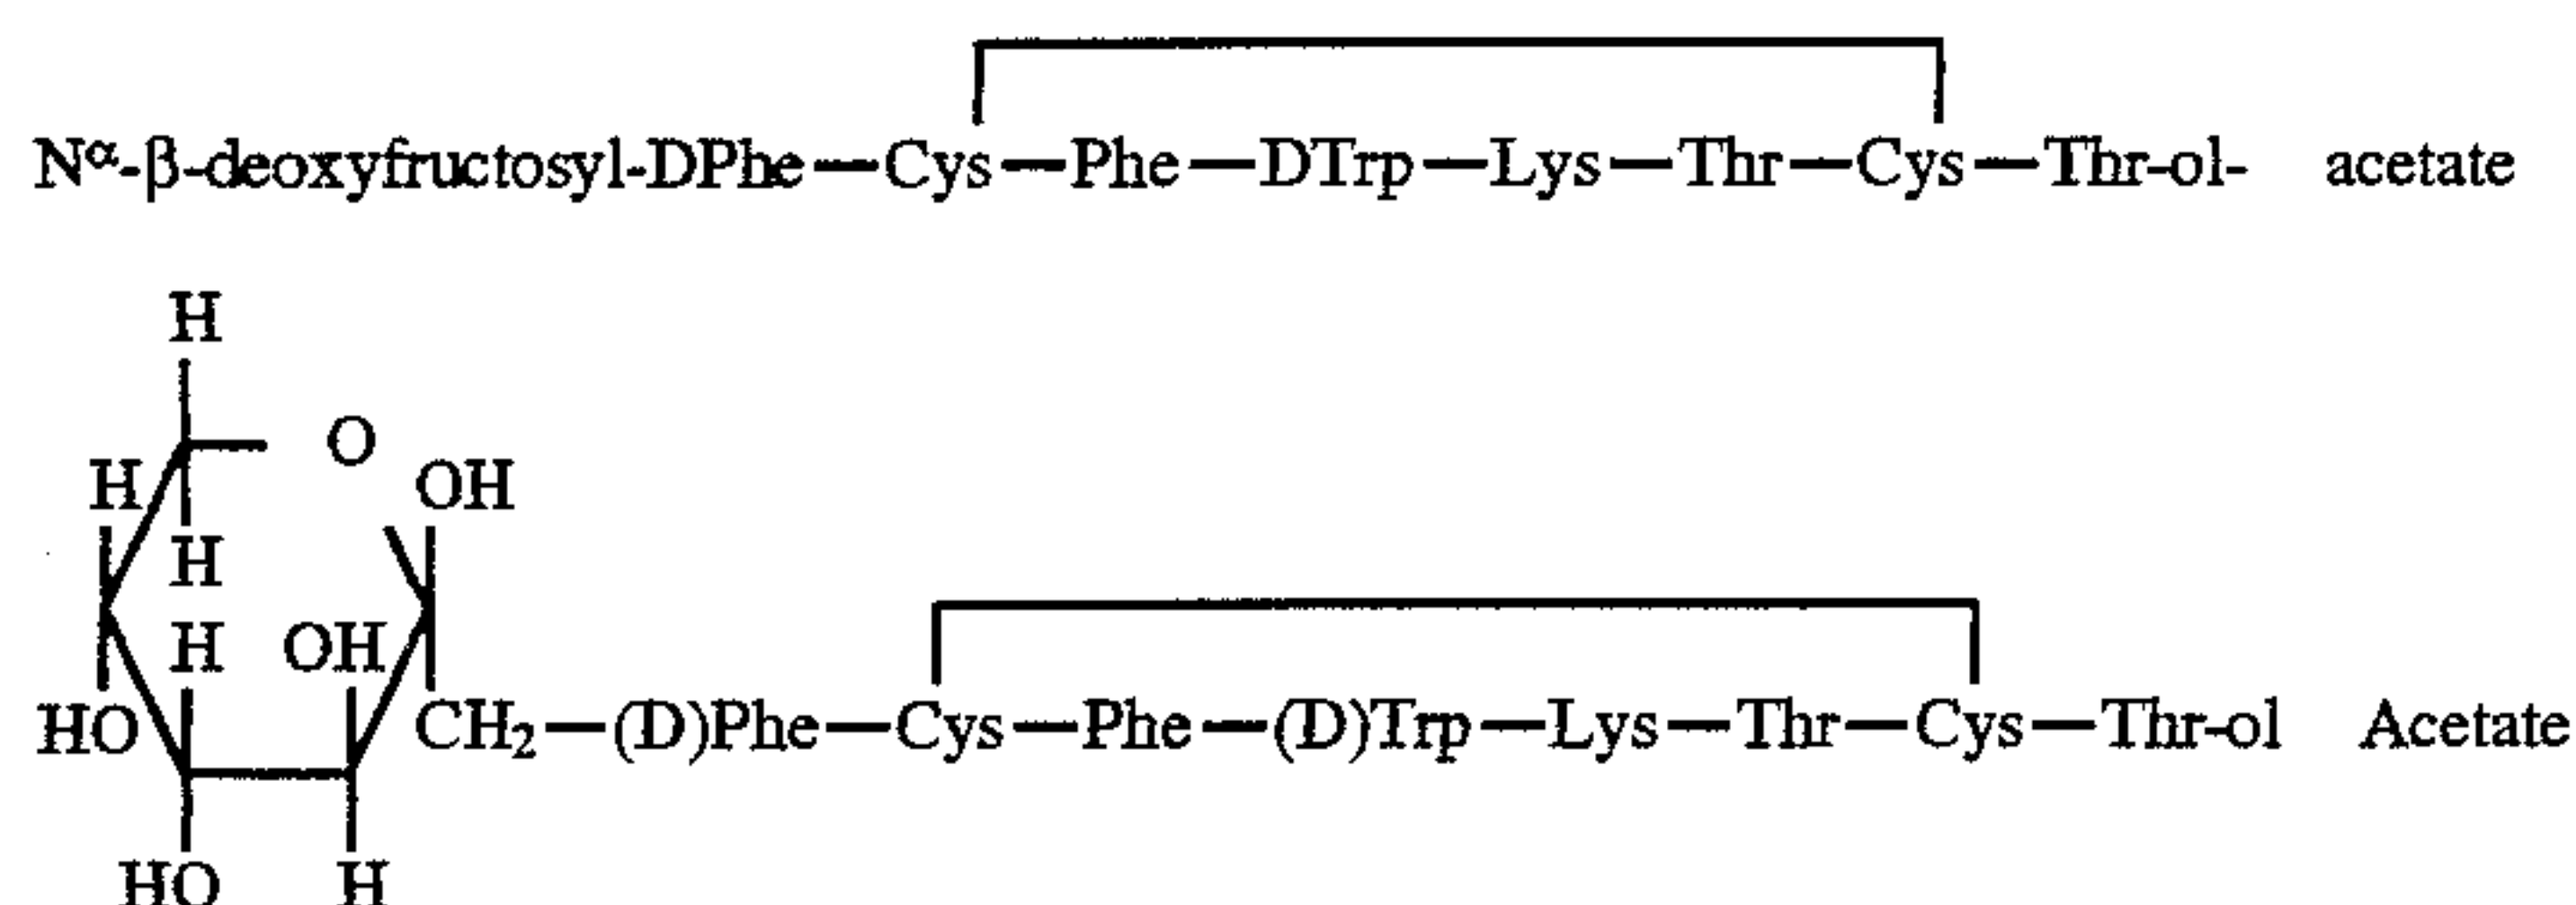 Nα-β-deoxyfructosyl-DPhe—Cys—Phe—DTrp—Lys—Thr—Cys—Thr-ol- acetate
H
O
H OH
H
H OH
HO CH₂—(D)Phe—Cys—Phe—(D)Trp—Lys—Thr—Cys—Thr-ol Acetate
HO H